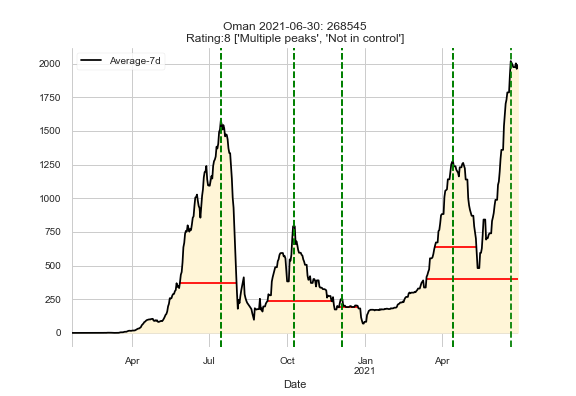 Oman 2021-06-30: 268545
Rating:8 ['Multiple peaks', 'Not in control']
Average-7d
2000
1750
1500
1250
1000
750
500
250
0
Apr
Jul
Oct
Jan
2021
Apr
Date